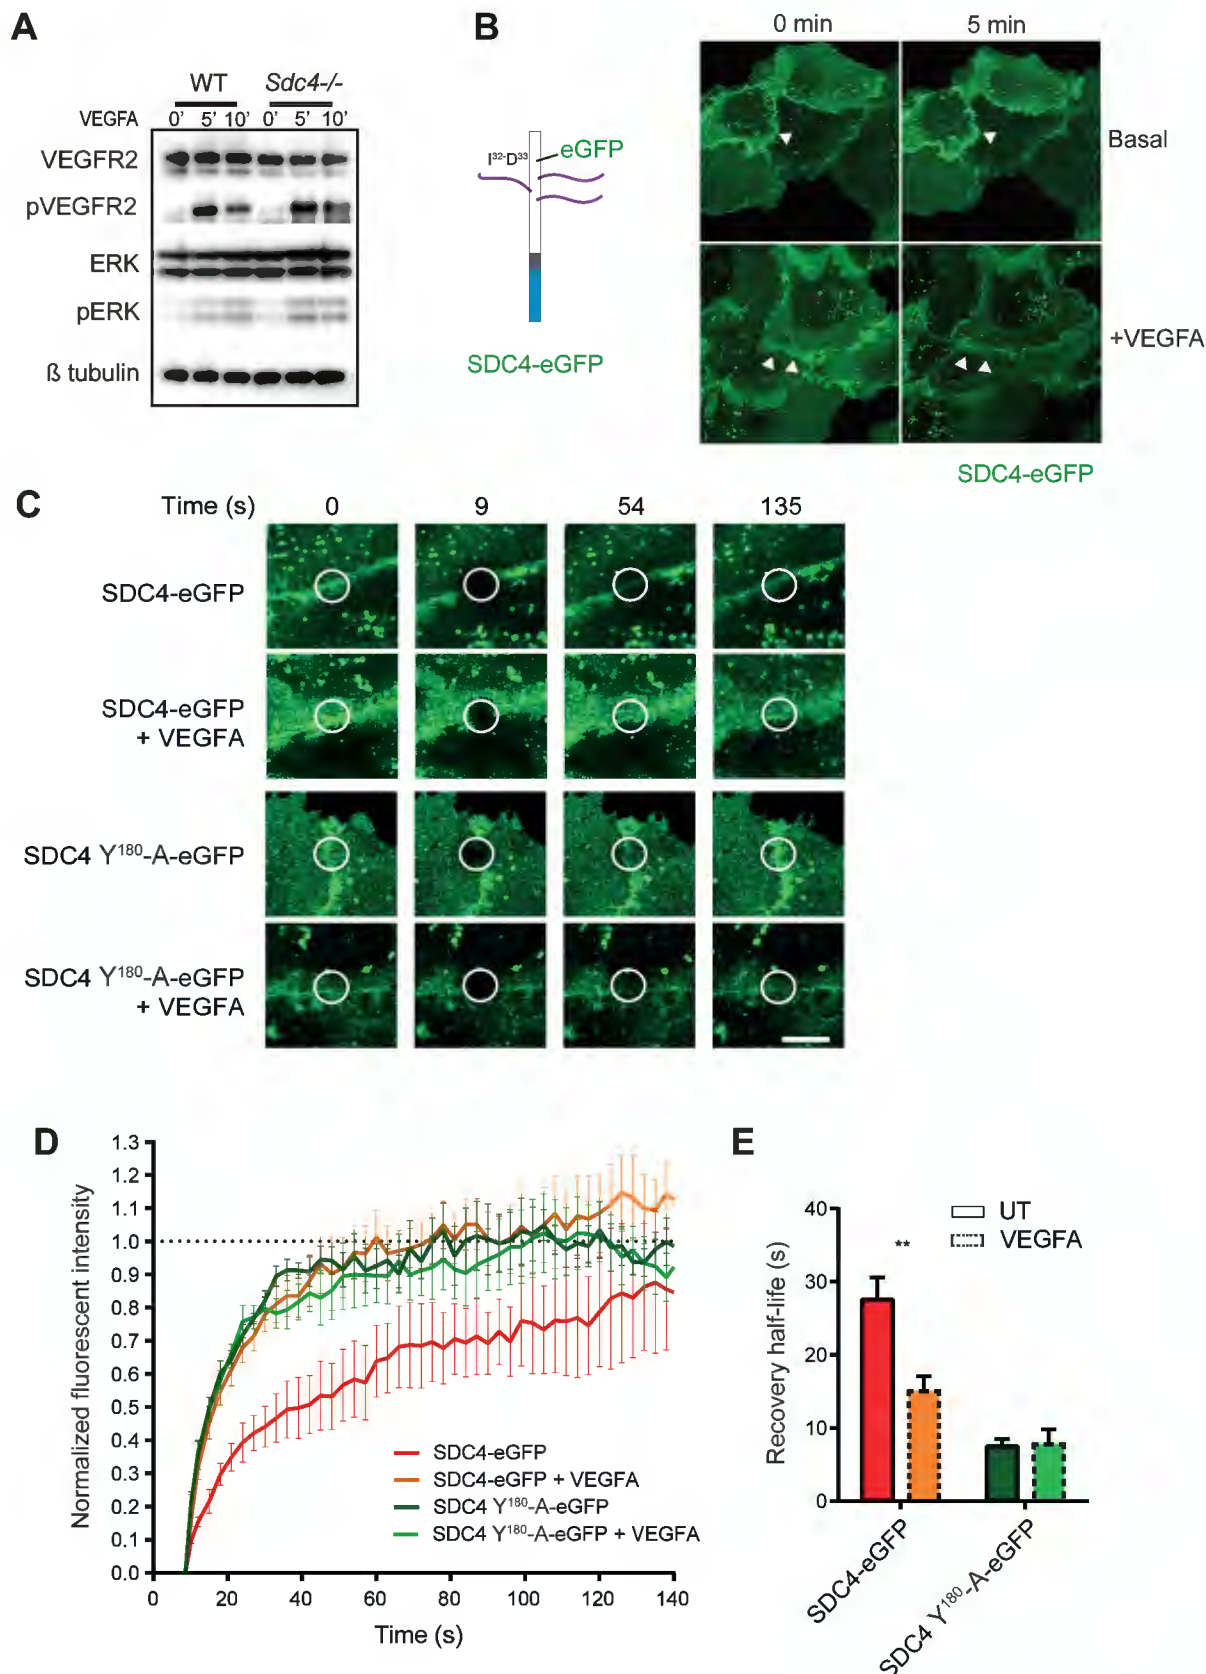 A
WT Sdc4-/-
VEGFA 0' 5' 10' 0' 5' 10'
VEGFR2
pVEGFR2
ERK
pERK
ß tubulin
B
0 min 5 min
I³²-D³³
eGFP
SDC4-eGFP
Basal
+VEGFA
SDC4-eGFP
C
Time (s) 0 9 54 135
SDC4-eGFP
SDC4-eGFP
+ VEGFA
SDC4 Y¹⁸⁰-A-eGFP
SDC4 Y¹⁸⁰-A-eGFP
+ VEGFA
D
Normalized fluorescent intensity
1.3
1.2
1.1
1.0
0.9
0.8
0.7
0.6
0.5
0.4
0.3
0.2
0.1
0.0
0 20 40 60 80 100 120 140
Time (s)
SDC4-eGFP
SDC4-eGFP + VEGFA
SDC4 Y¹⁸⁰-A-eGFP
SDC4 Y¹⁸⁰-A-eGFP + VEGFA
E
Recovery half-life (s)
40
30
20
10
0
**
UT
VEGFA
SDC4-eGFP
SDC4 Y¹⁸⁰-A-eGFP